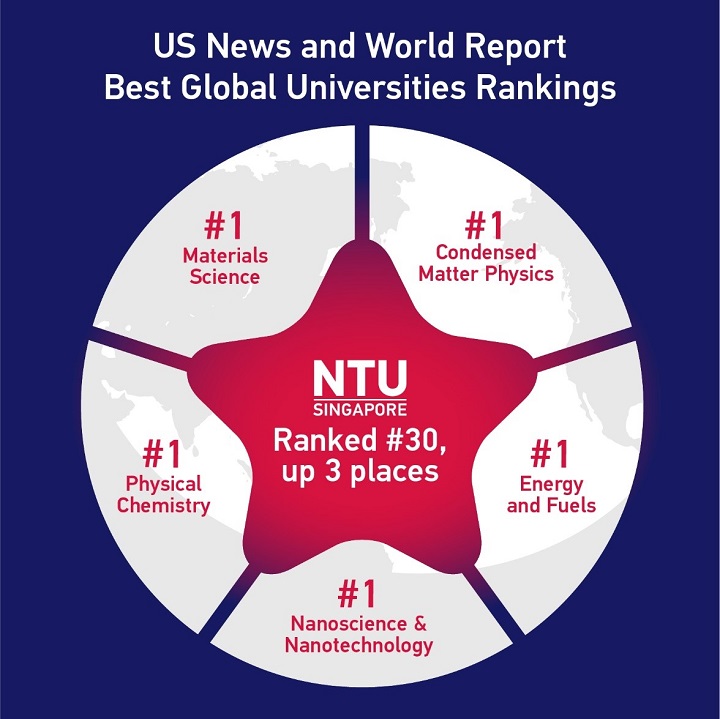 US News and World Report
Best Global Universities Rankings
#1
Materials
Science
#1
Condensed
Matter Physics
NTU
SINGAPORE
Ranked #30,
up 3 places
#1
Physical
Chemistry
#1
Energy
and Fuels
#1
Nanoscience &
Nanotechnology